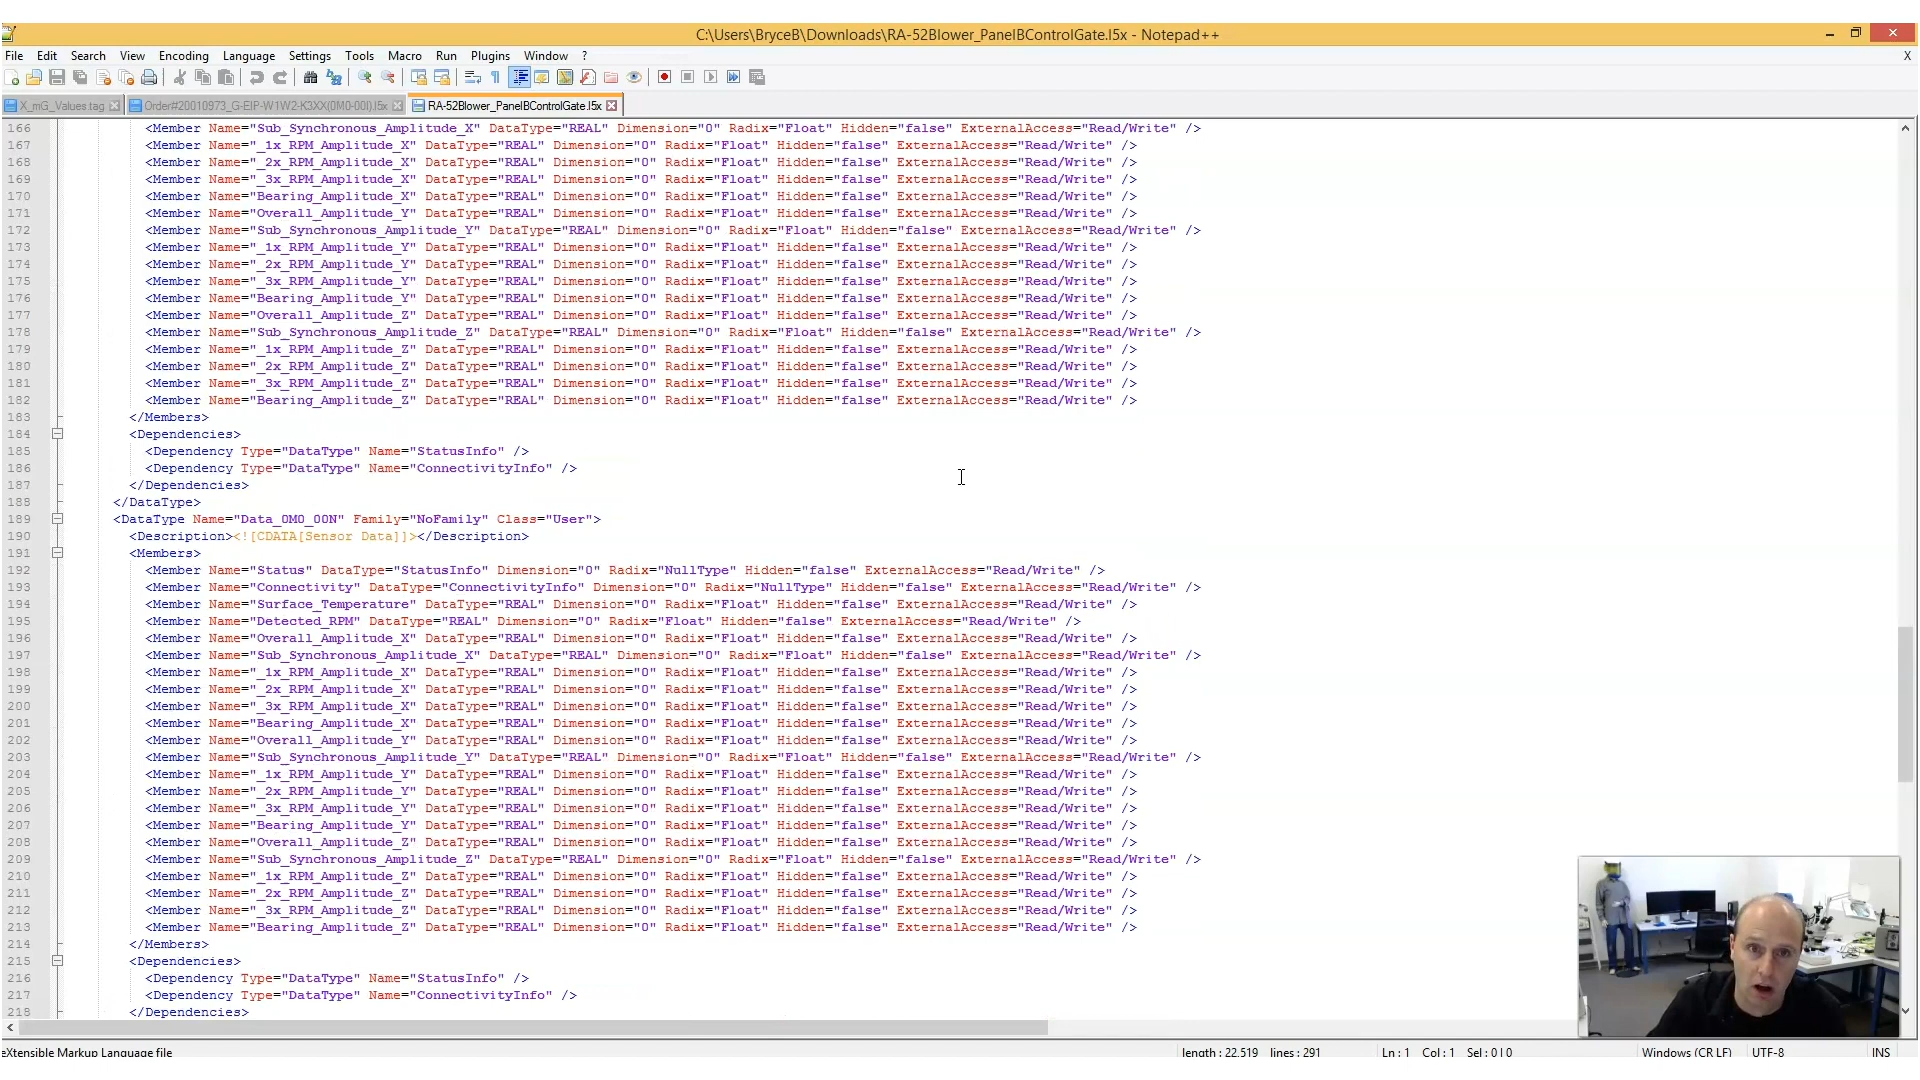 C:\Users\BryceB\Downloads\RA-52Blower_PanelBControlGate.l5x - Notepad++
File Edit Search View Encoding Language Settings Tools Macro Run Plugins Window ? X
X_mG_Values.tag Order#20010973_G-EIP-W1W2-K3XX(0M0-00I).l5x RA-52Blower_PanelBControlGate.l5x
166 <Member Name="Sub_Synchronous_Amplitude_X" DataType="REAL" Dimension="0" Radix="Float" Hidden="false" ExternalAccess="Read/Write" />
167 <Member Name="_1x_RPM_Amplitude_X" DataType="REAL" Dimension="0" Radix="Float" Hidden="false" ExternalAccess="Read/Write" />
168 <Member Name="_2x_RPM_Amplitude_X" DataType="REAL" Dimension="0" Radix="Float" Hidden="false" ExternalAccess="Read/Write" />
169 <Member Name="_3x_RPM_Amplitude_X" DataType="REAL" Dimension="0" Radix="Float" Hidden="false" ExternalAccess="Read/Write" />
170 <Member Name="Bearing_Amplitude_X" DataType="REAL" Dimension="0" Radix="Float" Hidden="false" ExternalAccess="Read/Write" />
171 <Member Name="Overall_Amplitude_Y" DataType="REAL" Dimension="0" Radix="Float" Hidden="false" ExternalAccess="Read/Write" />
172 <Member Name="Sub_Synchronous_Amplitude_Y" DataType="REAL" Dimension="0" Radix="Float" Hidden="false" ExternalAccess="Read/Write" />
173 <Member Name="_1x_RPM_Amplitude_Y" DataType="REAL" Dimension="0" Radix="Float" Hidden="false" ExternalAccess="Read/Write" />
174 <Member Name="_2x_RPM_Amplitude_Y" DataType="REAL" Dimension="0" Radix="Float" Hidden="false" ExternalAccess="Read/Write" />
175 <Member Name="_3x_RPM_Amplitude_Y" DataType="REAL" Dimension="0" Radix="Float" Hidden="false" ExternalAccess="Read/Write" />
176 <Member Name="Bearing_Amplitude_Y" DataType="REAL" Dimension="0" Radix="Float" Hidden="false" ExternalAccess="Read/Write" />
177 <Member Name="Overall_Amplitude_Z" DataType="REAL" Dimension="0" Radix="Float" Hidden="false" ExternalAccess="Read/Write" />
178 <Member Name="Sub_Synchronous_Amplitude_Z" DataType="REAL" Dimension="0" Radix="Float" Hidden="false" ExternalAccess="Read/Write" />
179 <Member Name="_1x_RPM_Amplitude_Z" DataType="REAL" Dimension="0" Radix="Float" Hidden="false" ExternalAccess="Read/Write" />
180 <Member Name="_2x_RPM_Amplitude_Z" DataType="REAL" Dimension="0" Radix="Float" Hidden="false" ExternalAccess="Read/Write" />
181 <Member Name="_3x_RPM_Amplitude_Z" DataType="REAL" Dimension="0" Radix="Float" Hidden="false" ExternalAccess="Read/Write" />
182 <Member Name="Bearing_Amplitude_Z" DataType="REAL" Dimension="0" Radix="Float" Hidden="false" ExternalAccess="Read/Write" />
183 </Members>
184 <Dependencies>
185 <Dependency Type="DataType" Name="StatusInfo" />
186 <Dependency Type="DataType" Name="ConnectivityInfo" />
187 </Dependencies>
188 </DataType>
189 <DataType Name="Data_0M0_00N" Family="NoFamily" Class="User">
190 <Description><![CDATA[Sensor Data]]></Description>
191 <Members>
192 <Member Name="Status" DataType="StatusInfo" Dimension="0" Radix="NullType" Hidden="false" ExternalAccess="Read/Write" />
193 <Member Name="Connectivity" DataType="ConnectivityInfo" Dimension="0" Radix="NullType" Hidden="false" ExternalAccess="Read/Write" />
194 <Member Name="Surface_Temperature" DataType="REAL" Dimension="0" Radix="Float" Hidden="false" ExternalAccess="Read/Write" />
195 <Member Name="Detected_RPM" DataType="REAL" Dimension="0" Radix="Float" Hidden="false" ExternalAccess="Read/Write" />
196 <Member Name="Overall_Amplitude_X" DataType="REAL" Dimension="0" Radix="Float" Hidden="false" ExternalAccess="Read/Write" />
197 <Member Name="Sub_Synchronous_Amplitude_X" DataType="REAL" Dimension="0" Radix="Float" Hidden="false" ExternalAccess="Read/Write" />
198 <Member Name="_1x_RPM_Amplitude_X" DataType="REAL" Dimension="0" Radix="Float" Hidden="false" ExternalAccess="Read/Write" />
199 <Member Name="_2x_RPM_Amplitude_X" DataType="REAL" Dimension="0" Radix="Float" Hidden="false" ExternalAccess="Read/Write" />
200 <Member Name="_3x_RPM_Amplitude_X" DataType="REAL" Dimension="0" Radix="Float" Hidden="false" ExternalAccess="Read/Write" />
201 <Member Name="Bearing_Amplitude_X" DataType="REAL" Dimension="0" Radix="Float" Hidden="false" ExternalAccess="Read/Write" />
202 <Member Name="Overall_Amplitude_Y" DataType="REAL" Dimension="0" Radix="Float" Hidden="false" ExternalAccess="Read/Write" />
203 <Member Name="Sub_Synchronous_Amplitude_Y" DataType="REAL" Dimension="0" Radix="Float" Hidden="false" ExternalAccess="Read/Write" />
204 <Member Name="_1x_RPM_Amplitude_Y" DataType="REAL" Dimension="0" Radix="Float" Hidden="false" ExternalAccess="Read/Write" />
205 <Member Name="_2x_RPM_Amplitude_Y" DataType="REAL" Dimension="0" Radix="Float" Hidden="false" ExternalAccess="Read/Write" />
206 <Member Name="_3x_RPM_Amplitude_Y" DataType="REAL" Dimension="0" Radix="Float" Hidden="false" ExternalAccess="Read/Write" />
207 <Member Name="Bearing_Amplitude_Y" DataType="REAL" Dimension="0" Radix="Float" Hidden="false" ExternalAccess="Read/Write" />
208 <Member Name="Overall_Amplitude_Z" DataType="REAL" Dimension="0" Radix="Float" Hidden="false" ExternalAccess="Read/Write" />
209 <Member Name="Sub_Synchronous_Amplitude_Z" DataType="REAL" Dimension="0" Radix="Float" Hidden="false" ExternalAccess="Read/Write" />
210 <Member Name="_1x_RPM_Amplitude_Z" DataType="REAL" Dimension="0" Radix="Float" Hidden="false" ExternalAccess="Read/Write" />
211 <Member Name="_2x_RPM_Amplitude_Z" DataType="REAL" Dimension="0" Radix="Float" Hidden="false" ExternalAccess="Read/Write" />
212 <Member Name="_3x_RPM_Amplitude_Z" DataType="REAL" Dimension="0" Radix="Float" Hidden="false" ExternalAccess="Read/Write" />
213 <Member Name="Bearing_Amplitude_Z" DataType="REAL" Dimension="0" Radix="Float" Hidden="false" ExternalAccess="Read/Write" />
214 </Members>
215 <Dependencies>
216 <Dependency Type="DataType" Name="StatusInfo" />
217 <Dependency Type="DataType" Name="ConnectivityInfo" />
218 </Dependencies>
eXtensible Markup Language file length : 22,519 lines : 291 Ln : 1 Col : 1 Sel : 0 | 0 Windows (CR LF) UTF-8 INS